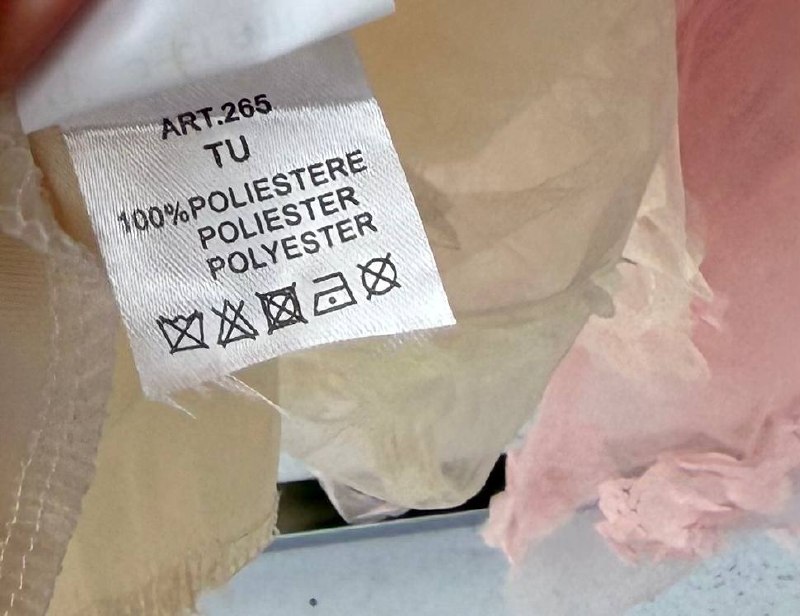 ART.265
TU
100%POLIESTERE
POLIESTER
POLYESTER